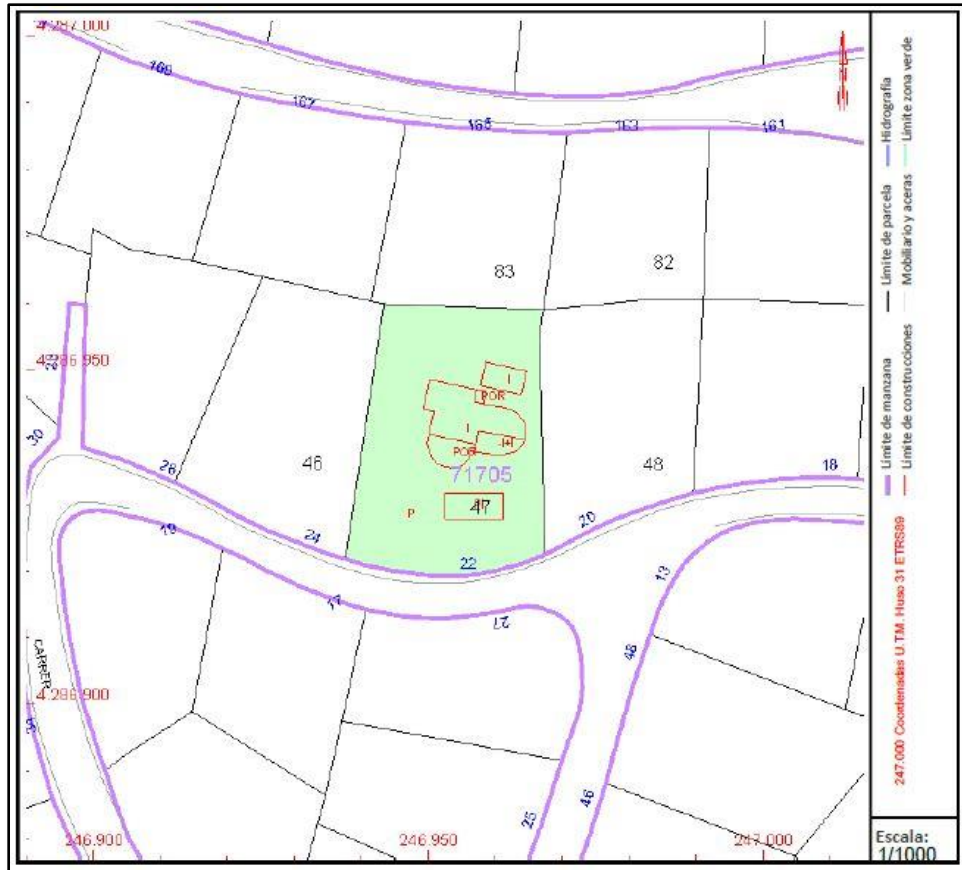 4.287.000
169
167
165
163
161
83
82
4.286.950
28
30
26
46
POR
I
I
I+I
POR
71705
48
18
P
47
24
22
20
19
17
27
13
48
CARRER
4.286.900
25
46
246.900
246.950
247.000
Límite de manzana
Límite de parcela
Hidrografía
Límite de construcciones
Mobiliario y aceras
Límite zona verde
247.000 Coordenadas U.T.M. Huso 31 ETRS89
Escala:
1/1000